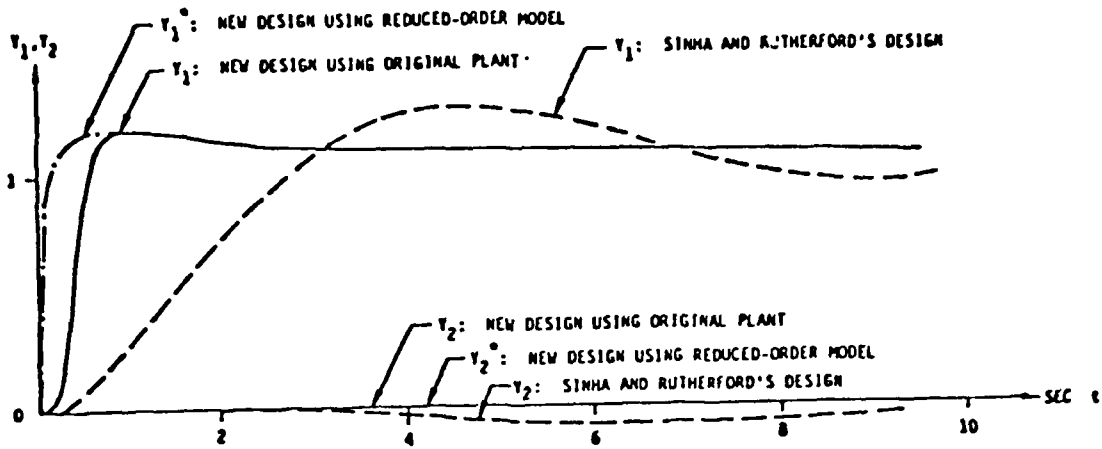 Y1*: NEW DESIGN USING REDUCED-ORDER MODEL
Y1,Y2
Y1: SINHA AND RUTHERFORD'S DESIGN
Y1: NEW DESIGN USING ORIGINAL PLANT
1
Y2: NEW DESIGN USING ORIGINAL PLANT
Y2*: NEW DESIGN USING REDUCED-ORDER MODEL
Y2: SINHA AND RUTHERFORD'S DESIGN
0
SEC t
2
4
6
8
10